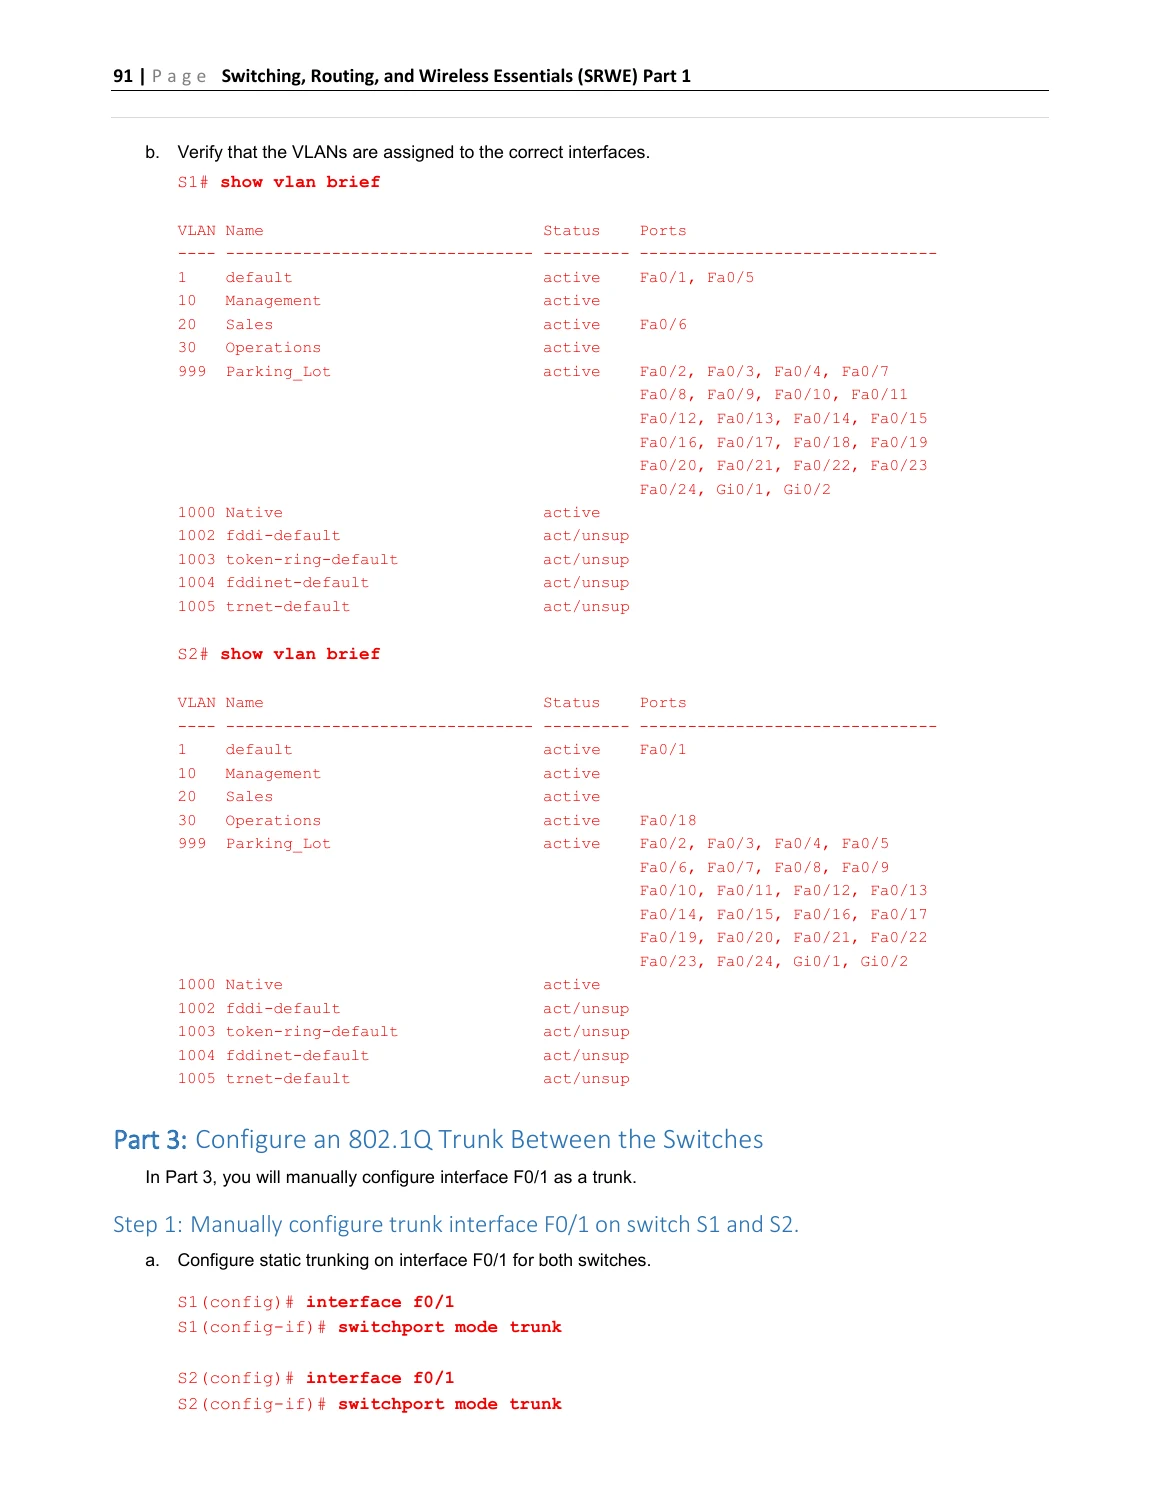 91 | P a g e Switching, Routing, and Wireless Essentials (SRWE) Part 1
b. Verify that the VLANs are assigned to the correct interfaces.
S1# show vlan brief
VLAN Name Status Ports
---- -------------------------------- --------- -------------------------------
1 default active Fa0/1, Fa0/5
10 Management active
20 Sales active Fa0/6
30 Operations active
999 Parking_Lot active Fa0/2, Fa0/3, Fa0/4, Fa0/7
Fa0/8, Fa0/9, Fa0/10, Fa0/11
Fa0/12, Fa0/13, Fa0/14, Fa0/15
Fa0/16, Fa0/17, Fa0/18, Fa0/19
Fa0/20, Fa0/21, Fa0/22, Fa0/23
Fa0/24, Gi0/1, Gi0/2
1000 Native active
1002 fddi-default act/unsup
1003 token-ring-default act/unsup
1004 fddinet-default act/unsup
1005 trnet-default act/unsup
S2# show vlan brief
VLAN Name Status Ports
---- -------------------------------- --------- -------------------------------
1 default active Fa0/1
10 Management active
20 Sales active
30 Operations active Fa0/18
999 Parking_Lot active Fa0/2, Fa0/3, Fa0/4, Fa0/5
Fa0/6, Fa0/7, Fa0/8, Fa0/9
Fa0/10, Fa0/11, Fa0/12, Fa0/13
Fa0/14, Fa0/15, Fa0/16, Fa0/17
Fa0/19, Fa0/20, Fa0/21, Fa0/22
Fa0/23, Fa0/24, Gi0/1, Gi0/2
1000 Native active
1002 fddi-default act/unsup
1003 token-ring-default act/unsup
1004 fddinet-default act/unsup
1005 trnet-default act/unsup
Part 3: Configure an 802.1Q Trunk Between the Switches
In Part 3, you will manually configure interface F0/1 as a trunk.
Step 1: Manually configure trunk interface F0/1 on switch S1 and S2.
a. Configure static trunking on interface F0/1 for both switches.
S1(config)# interface f0/1
S1(config-if)# switchport mode trunk
S2(config)# interface f0/1
S2(config-if)# switchport mode trunk